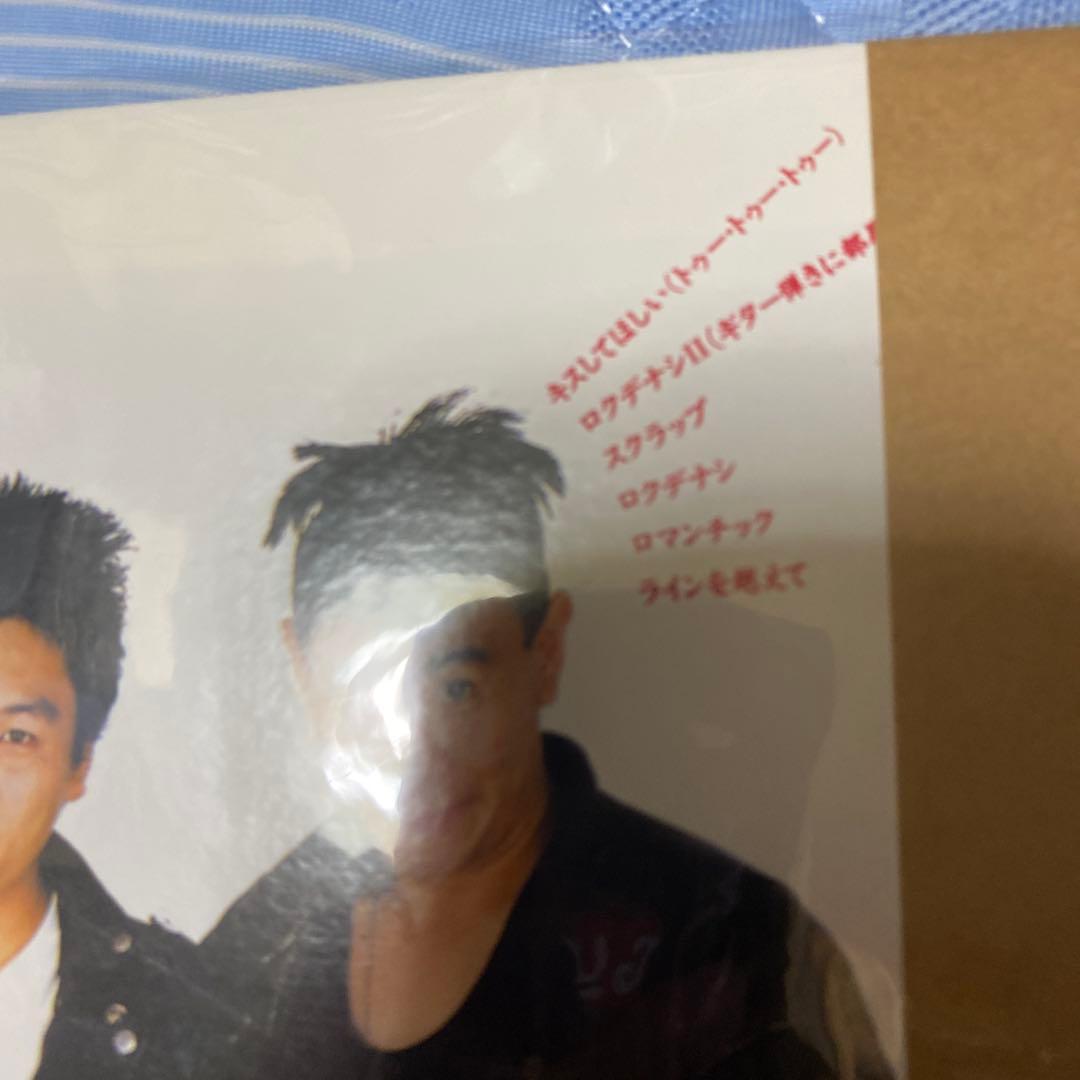 キスしてほしい(トゥー・トゥー・トゥー)
ロクデナシII(ギター弾きに部
スクラップ
ロクデナシ
ロマンチック
ラインを越えて